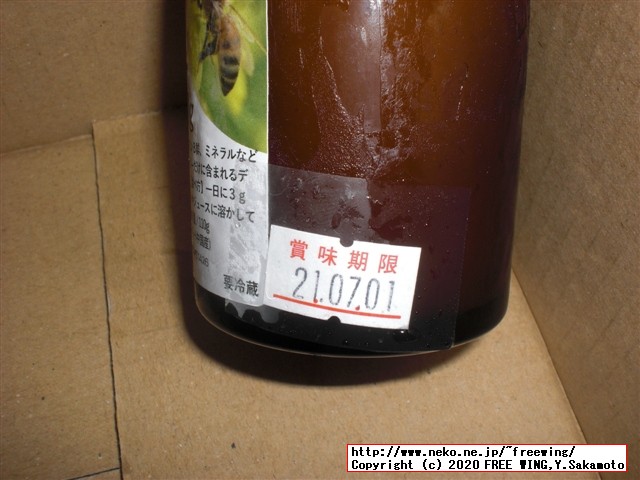 ミネラルなど
に含まれるデ
一日に3g
ュースに溶かして
要冷蔵
賞味期限
21.07.01
http://www.neko.ne.jp/~freewing/
Copyright (c) 2020 FREE WING,Y.Sakamoto